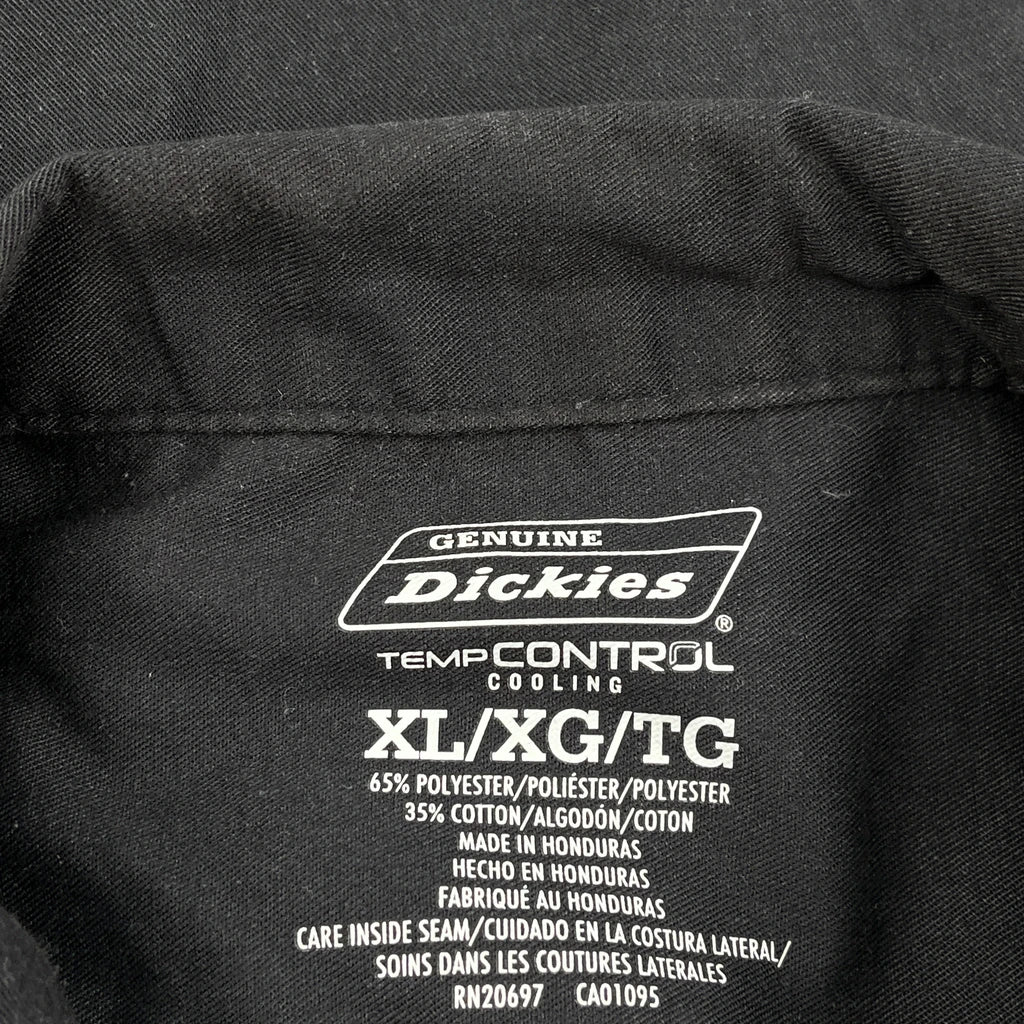 GENUINE
Dickies®
TEMPCONTROL
COOLING
XL/XG/TG
65% POLYESTER/POLIÉSTER/POLYESTER
35% COTTON/ALGODÓN/COTON
MADE IN HONDURAS
HECHO EN HONDURAS
FABRIQUÉ AU HONDURAS
CARE INSIDE SEAM/CUIDADO EN LA COSTURA LATERAL/
SOINS DANS LES COUTURES LATERALES
RN20697 CA01095